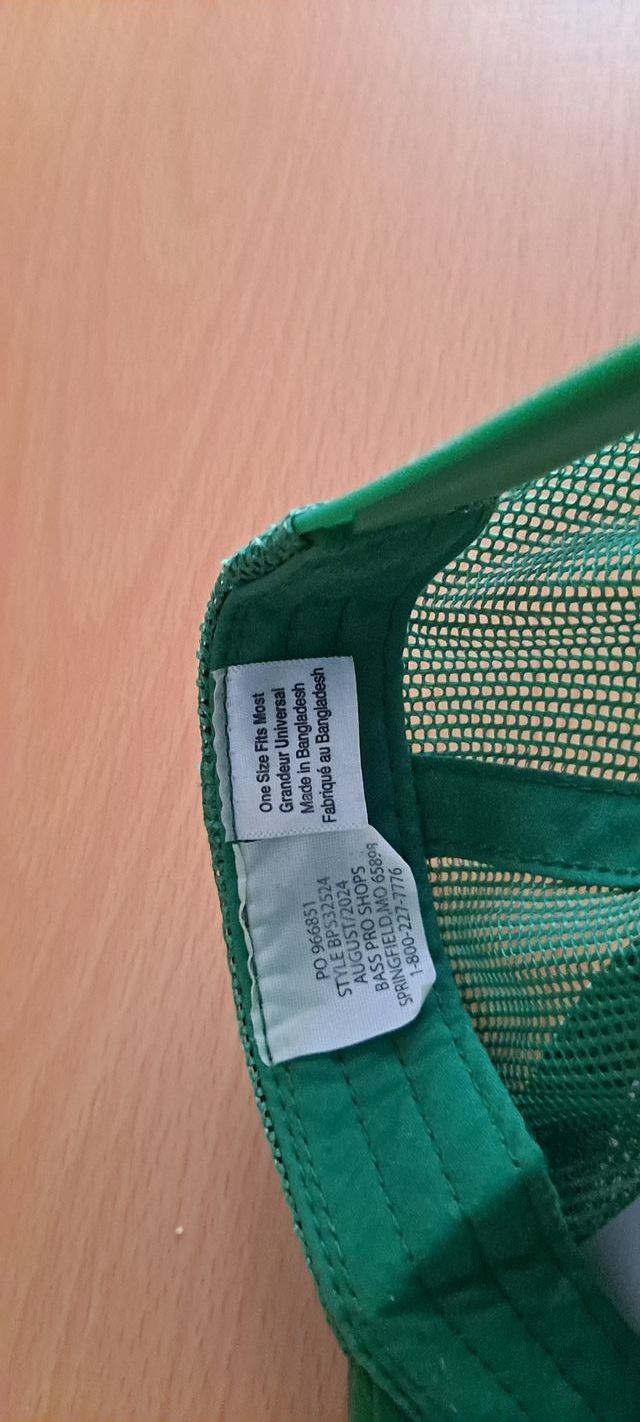 One Size Fits Most
Grandeur Universal
Made in Bangladesh
Fabriqué au Bangladesh
PO 966851
STYLE BPS32524
AUGUST/2024
BASS PRO SHOPS
SPRINGFIELD,MO 65899
1-800-227-7776